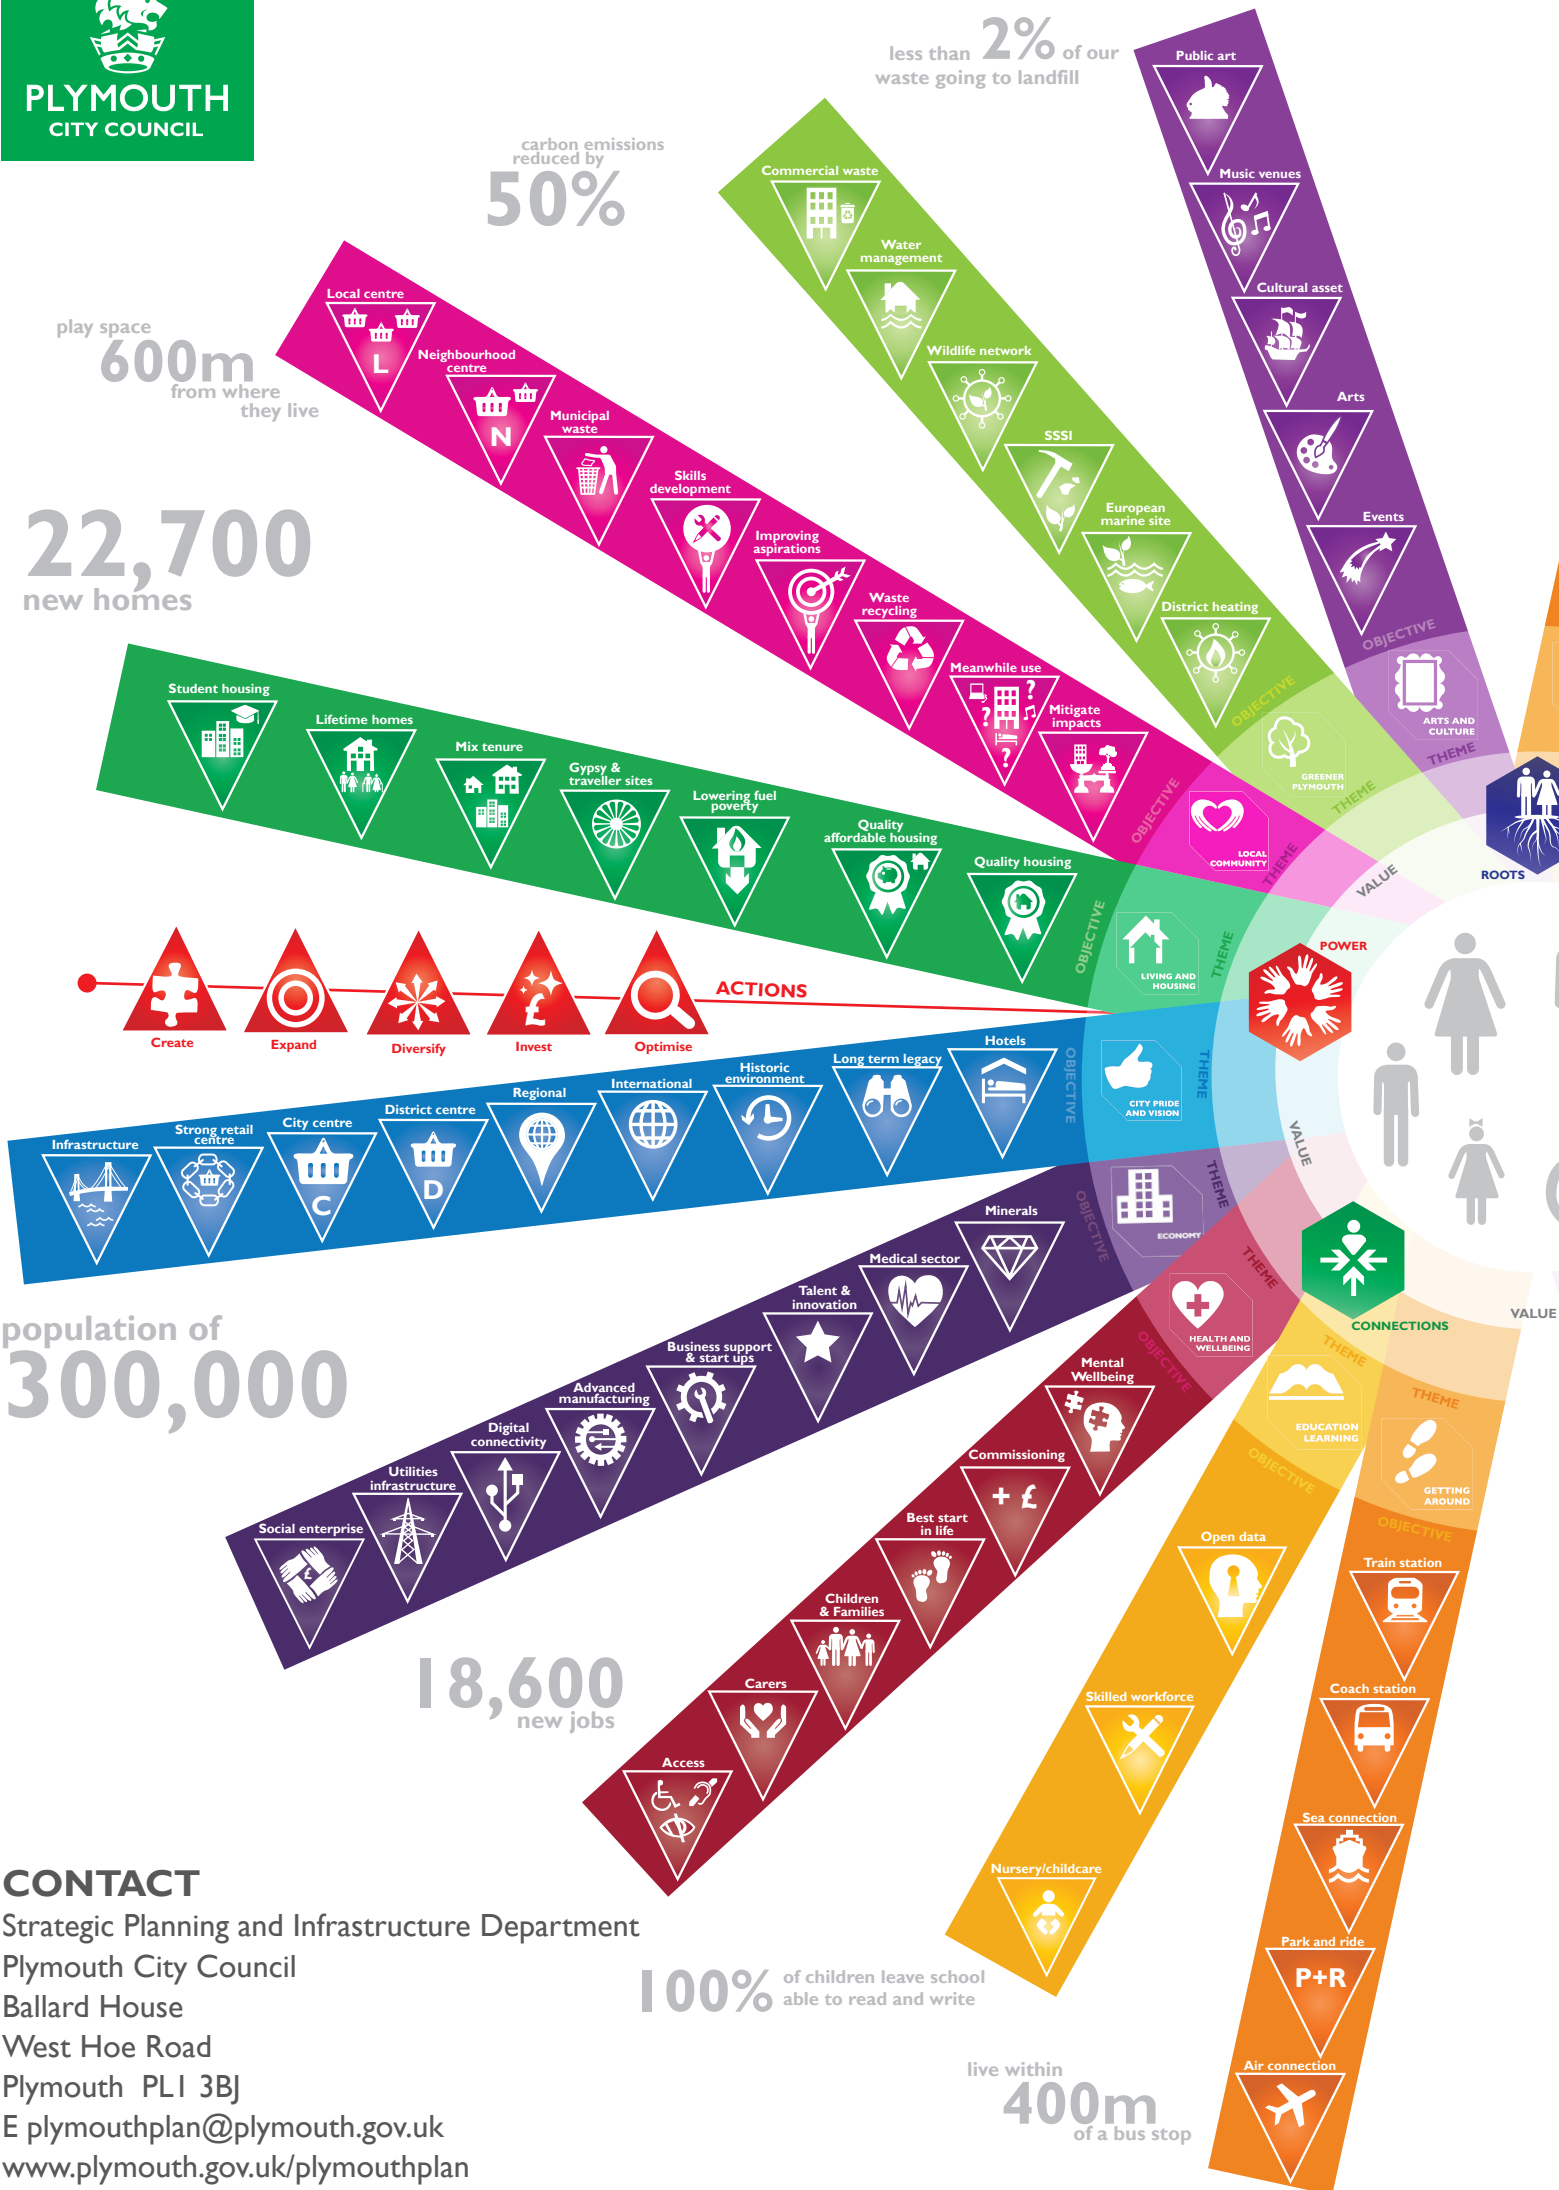 PLYMOUTH
CITY COUNCIL
less than 2% of our
waste going to landfill
carbon emissions
reduced by
50%
play space
600m
from where
they live
22,700
new homes
population of
300,000
18,600
new jobs
100% of children leave school
able to read and write
live within
400m
of a bus stop
Public art
Music venues
Cultural asset
Arts
Events
OBJECTIVE
ARTS AND
CULTURE
THEME
Commercial waste
Water
management
Wildlife network
SSSI
European
marine site
District heating
OBJECTIVE
GREENER
PLYMOUTH
THEME
Local centre
L
Neighbourhood
centre
N
Municipal
waste
Skills
development
Improving
aspirations
Waste
recycling
Meanwhile use
? ?
?
Mitigate
impacts
OBJECTIVE
LOCAL
COMMUNITY
THEME
VALUE
ROOTS
Student housing
Lifetime homes
Mix tenure
Gypsy &
traveller sites
Lowering fuel
poverty
Quality
affordable housing
Quality housing
OBJECTIVE
LIVING AND
HOUSING
THEME
POWER
ACTIONS
Create
Expand
Diversify
£
Invest
Optimise
Infrastructure
Strong retail
centre
City centre
C
District centre
D
Regional
International
Historic
environment
Long term legacy
Hotels
OBJECTIVE
CITY PRIDE
AND VISION
THEME
VALUE
Social enterprise
£
Utilities
infrastructure
Digital
connectivity
Advanced
manufacturing
Business support
& start ups
Talent &
innovation
Medical sector
Minerals
OBJECTIVE
ECONOMY
THEME
Access
Carers
Children
& Families
Best start
in life
Commissioning
+ £
Mental
Wellbeing
OBJECTIVE
HEALTH AND
WELLBEING
THEME
CONNECTIONS
VALUE
Nursery/childcare
Skilled workforce
Open data
OBJECTIVE
EDUCATION
LEARNING
THEME
THEME
GETTING
AROUND
OBJECTIVE
Train station
Coach station
Sea connection
Park and ride
P+R
Air connection
CONTACT
Strategic Planning and Infrastructure Department
Plymouth City Council
Ballard House
West Hoe Road
Plymouth PL1 3BJ
E plymouthplan@plymouth.gov.uk
www.plymouth.gov.uk/plymouthplan